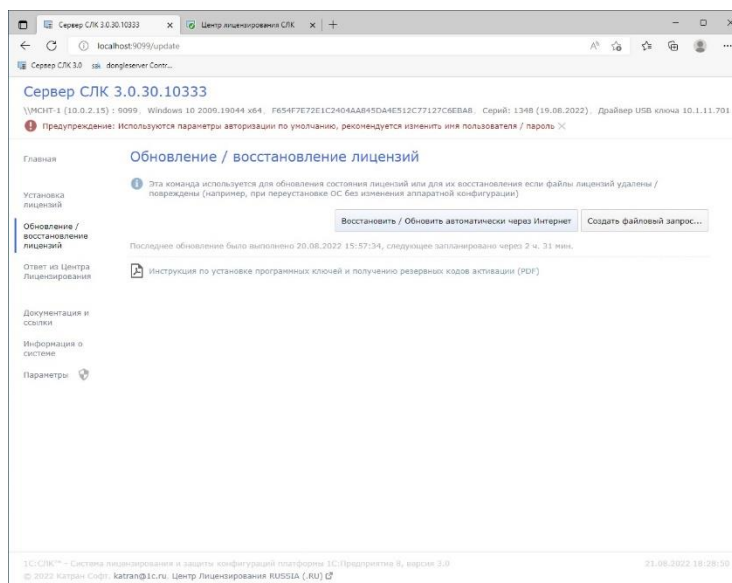 Сервер СЛК 3.0.30.10333
Центр лицензирования СЛК
localhost:9099/update
Сервер СЛК 3.0
dongleserver Contr...
Сервер СЛК 3.0.30.10333
\\МСНТ-1 (10.0.2.15) : 9099, Windows 10 2009.19044 x64, F654F7E72E1C2404AA845DA4E512C77127C6EBA8, Серий: 1348 (19.08.2022), Драйвер USB ключа 10.1.11.701
Предупреждение: Используются параметры авторизации по умолчанию, рекомендуется изменить имя пользователя / пароль
Главная
Установка
лицензий
Обновление /
восстановление
лицензий
Ответ из Центра
Лицензирования
Документация и
ссылки
Информация о
системе
Параметры
Обновление / восстановление лицензий
Эта команда используется для обновления состояния лицензий или для их восстановления если файлы лицензий удалены /
повреждены (например, при переустановке ОС без изменения аппаратной конфигурации)
Восстановить / Обновить автоматически через Интернет
Создать файловый запрос...
Последнее обновление было выполнено 20.08.2022 15:57:34, следующее запланировано через 2 ч. 31 мин.
Инструкция по установке программных ключей и получению резервных кодов активации (PDF)
1С:СЛК™ – Система лицензирования и защиты конфигураций платформы 1С:Предприятие 8, версия 3.0
21.08.2022 18:28:50
© 2022 Катран Софт, katran@1c.ru, Центр Лицензирования RUSSIA (.RU)